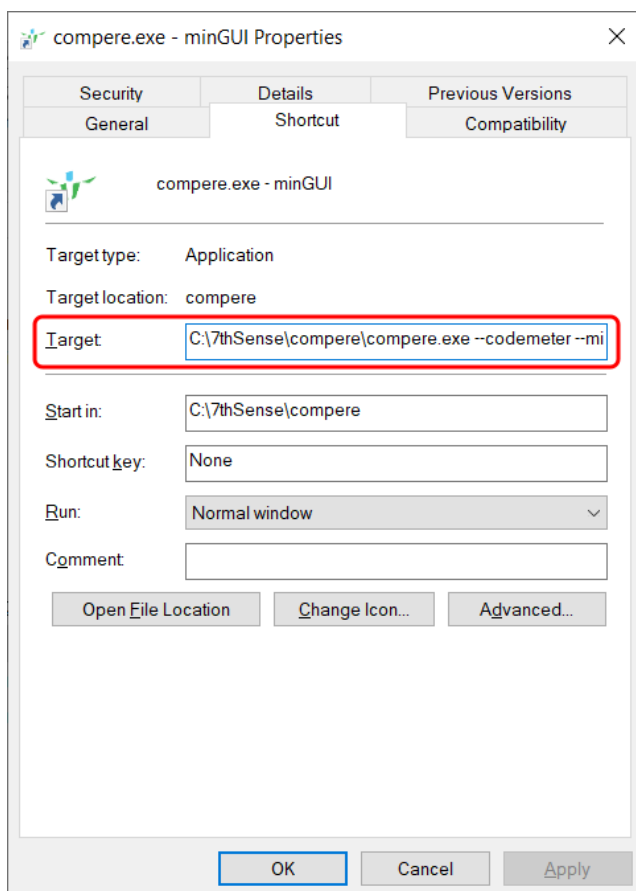 compere.exe - minGUI Properties
Security Details Previous Versions
General Shortcut Compatibility
compere.exe - minGUI
Target type: Application
Target location: compere
Target: C:\7thSense\compere\compere.exe --codemeter --mi
Start in: C:\7thSense\compere
Shortcut key: None
Run: Normal window
Comment:
Open File Location Change Icon... Advanced...
OK Cancel Apply